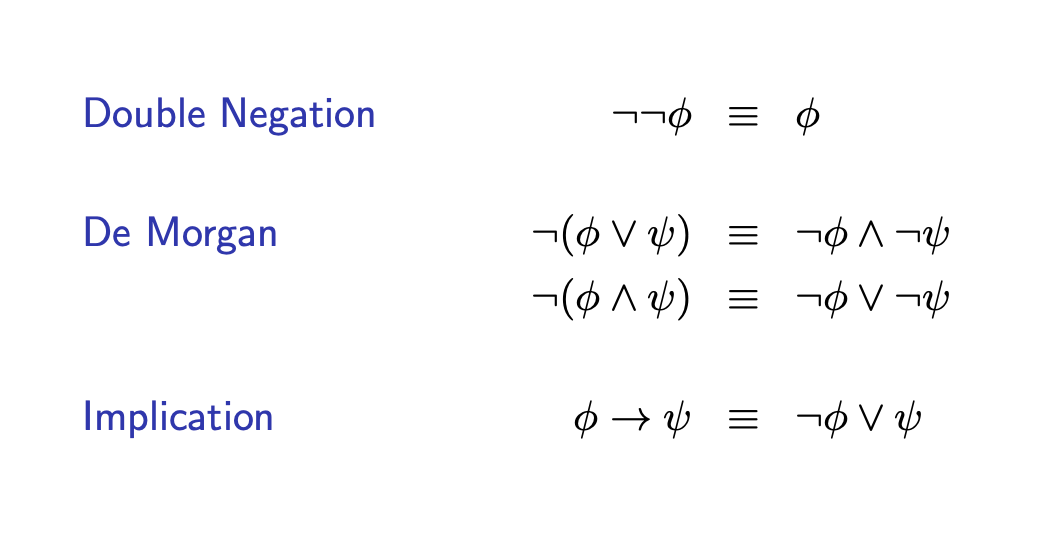 Double Negation ¬¬ϕ ≡ ϕ
De Morgan ¬(ϕ ∨ ψ) ≡ ¬ϕ ∧ ¬ψ
¬(ϕ ∧ ψ) ≡ ¬ϕ ∨ ¬ψ
Implication ϕ → ψ ≡ ¬ϕ ∨ ψ